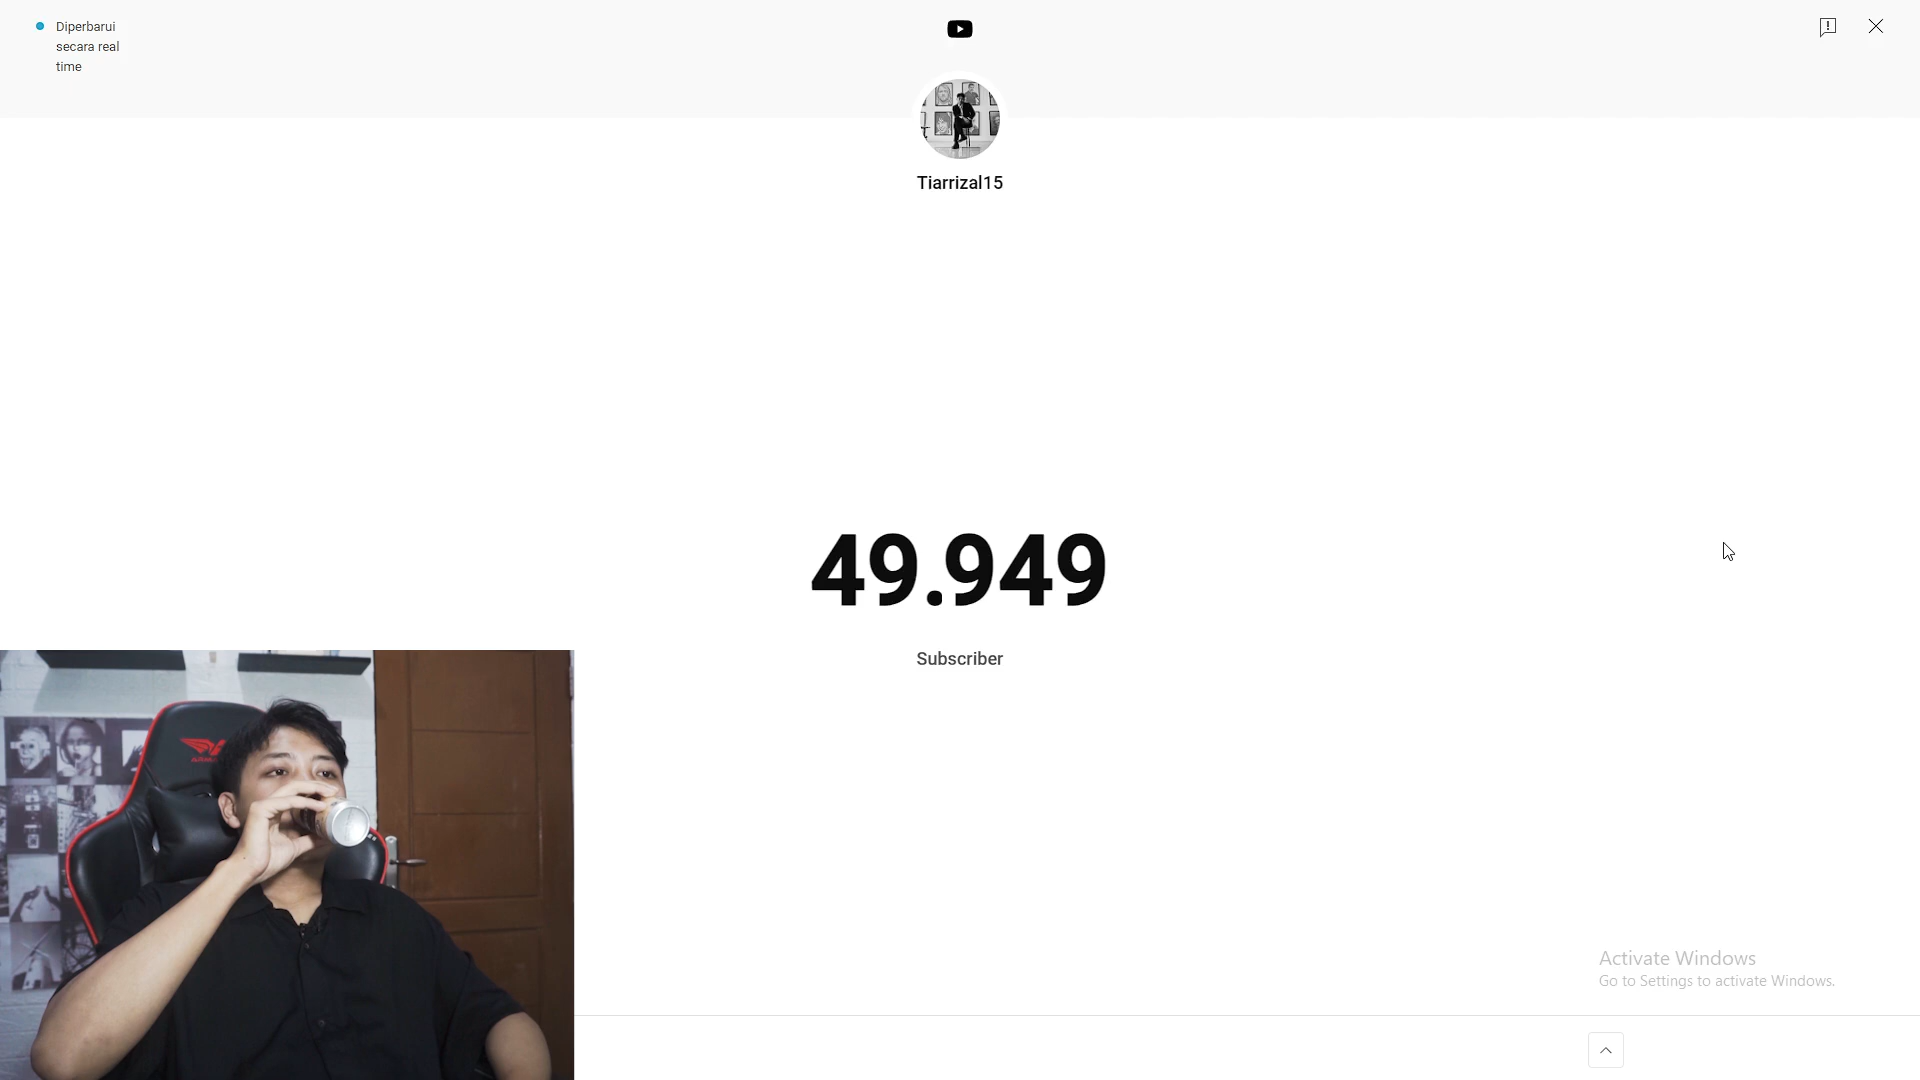 Diperbarui
secara real
time
Tiarrizal15
49.949
Subscriber
Activate Windows
Go to Settings to activate Windows.